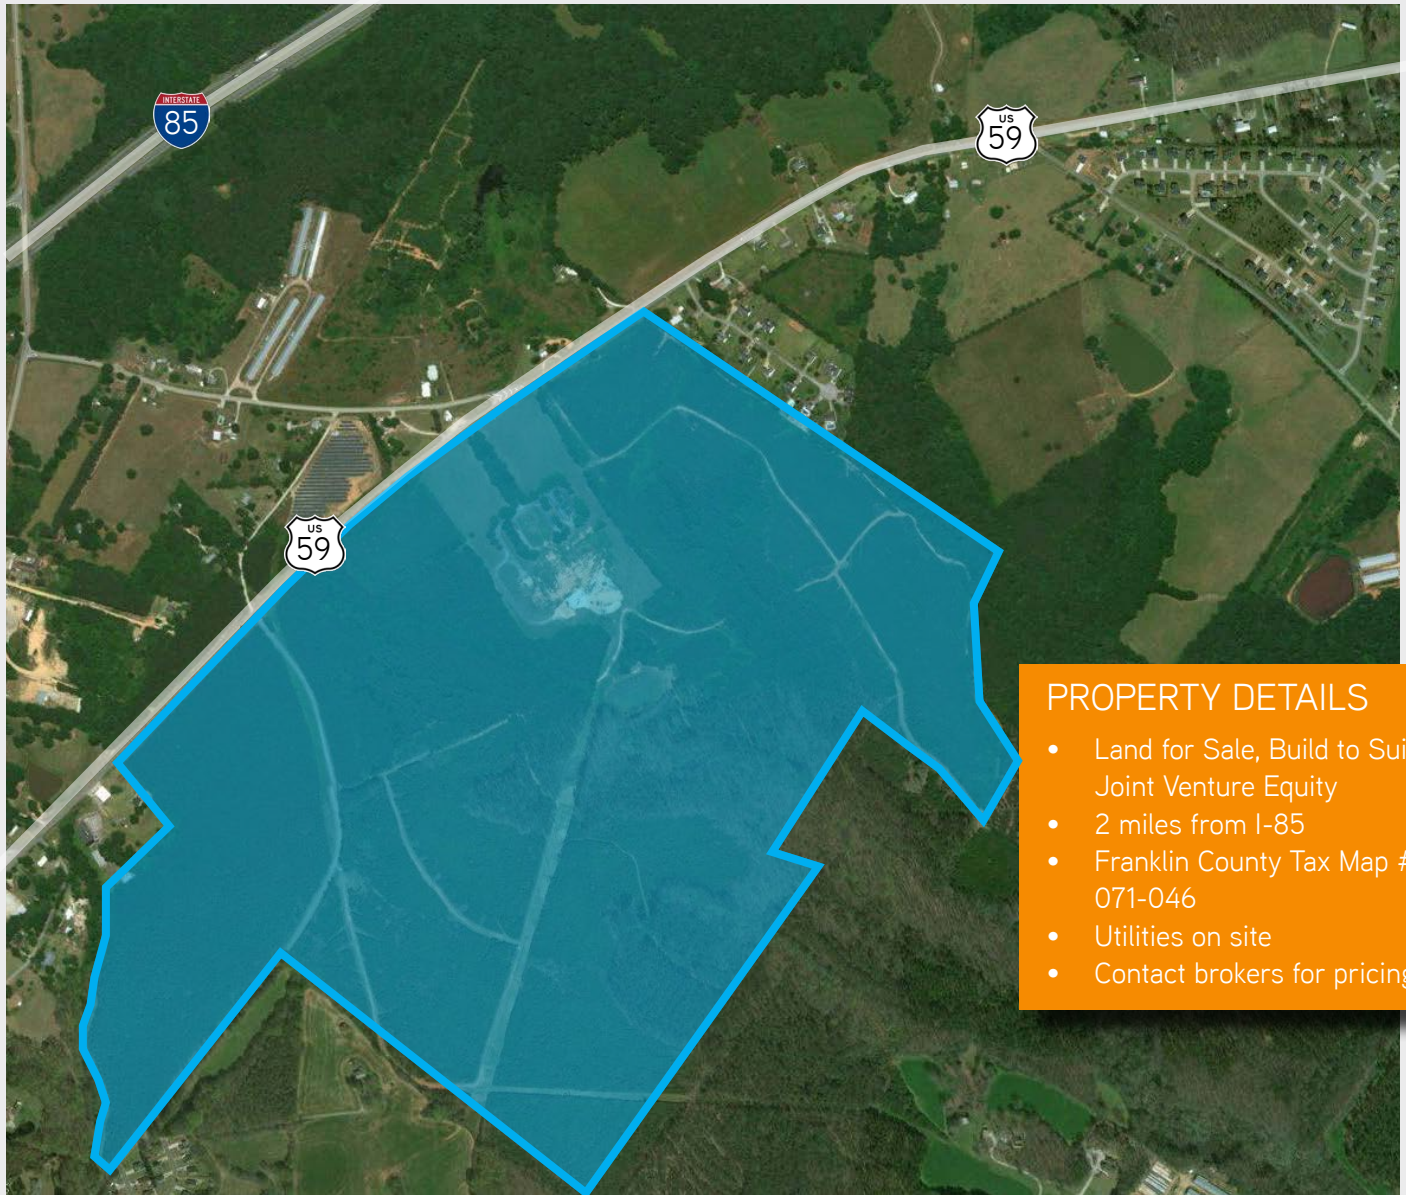 INTERSTATE
85
US
59
US
59
PROPERTY DETAILS
• Land for Sale, Build to Sui
Joint Venture Equity
• 2 miles from I-85
• Franklin County Tax Map #
071-046
• Utilities on site
• Contact brokers for pricing